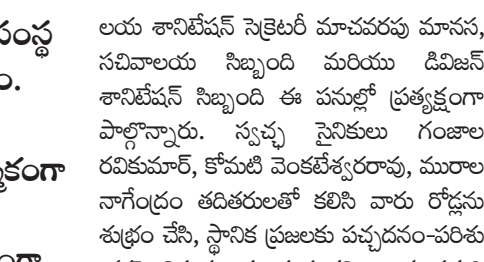 సంస్థ
ం.
కంగా
లయ శానిటేషన్ సెక్రెటరీ మాచవరపు మానస,
సచివాలయ సిబ్బంది మరియు డివిజన్
శానిటేషన్ సిబ్బంది ఈ పనుల్లో ప్రత్యక్షంగా
పాల్గొన్నారు. స్వచ్ఛ సైనికులు గంజాల
రవికుమార్, కోమటి వెంకటేశ్వరరావు, మురాల
నాగేంద్రం తదితరులతో కలిసి వారు రోడ్లను
శుభ్రం చేసి, స్థానిక ప్రజలకు పచ్చదనం-పరిశు